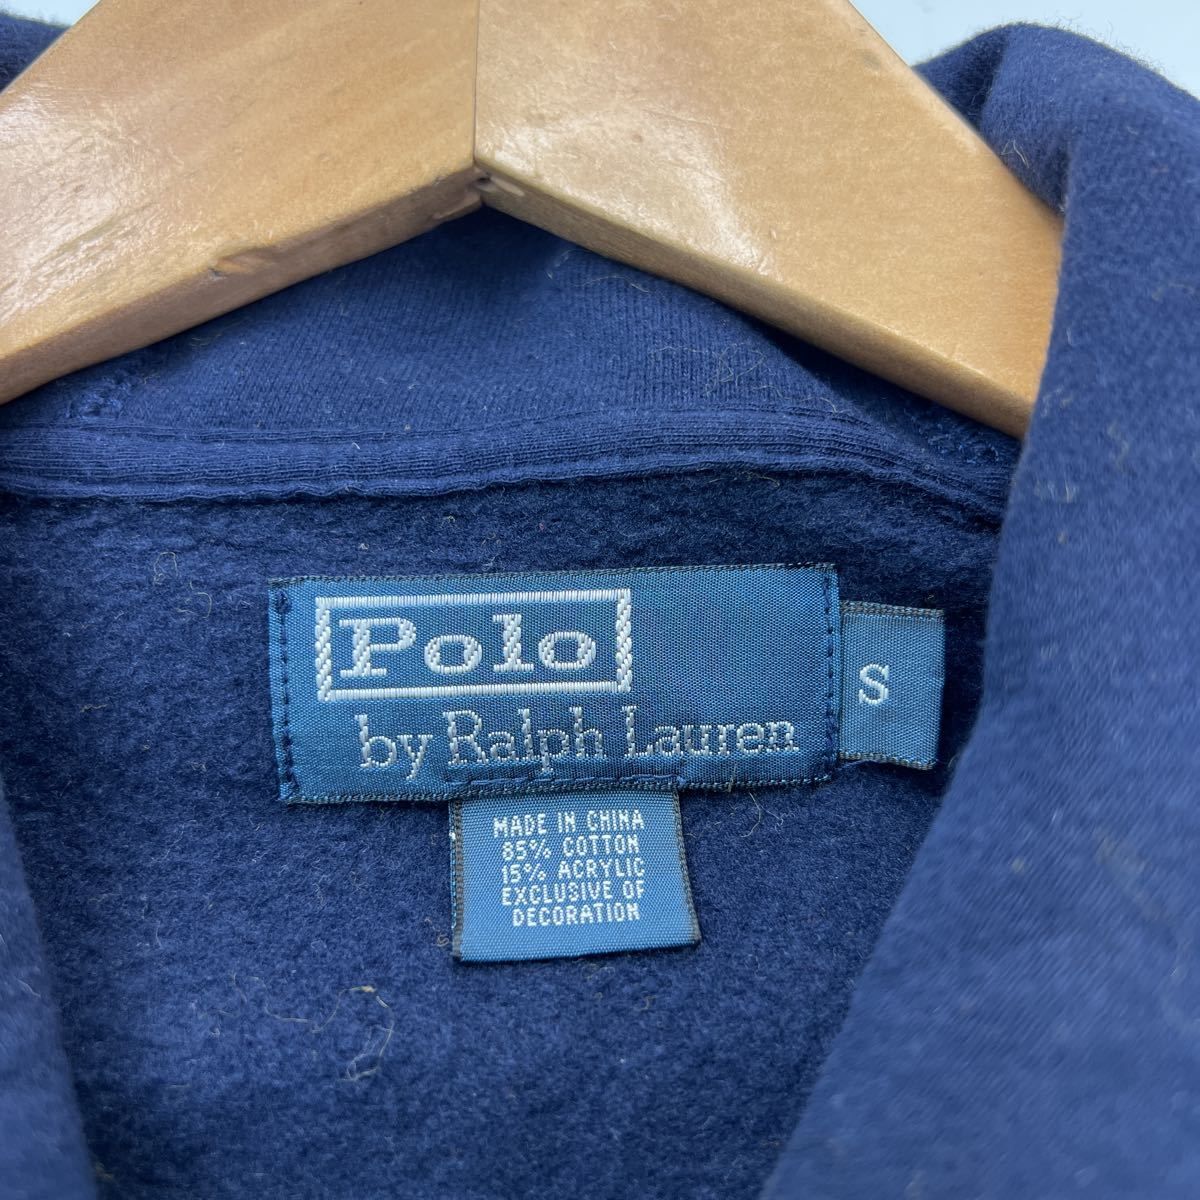 Polo
by Ralph Lauren
S
MADE IN CHINA
85% COTTON
15% ACRYLIC
EXCLUSIVE OF
DECORATION